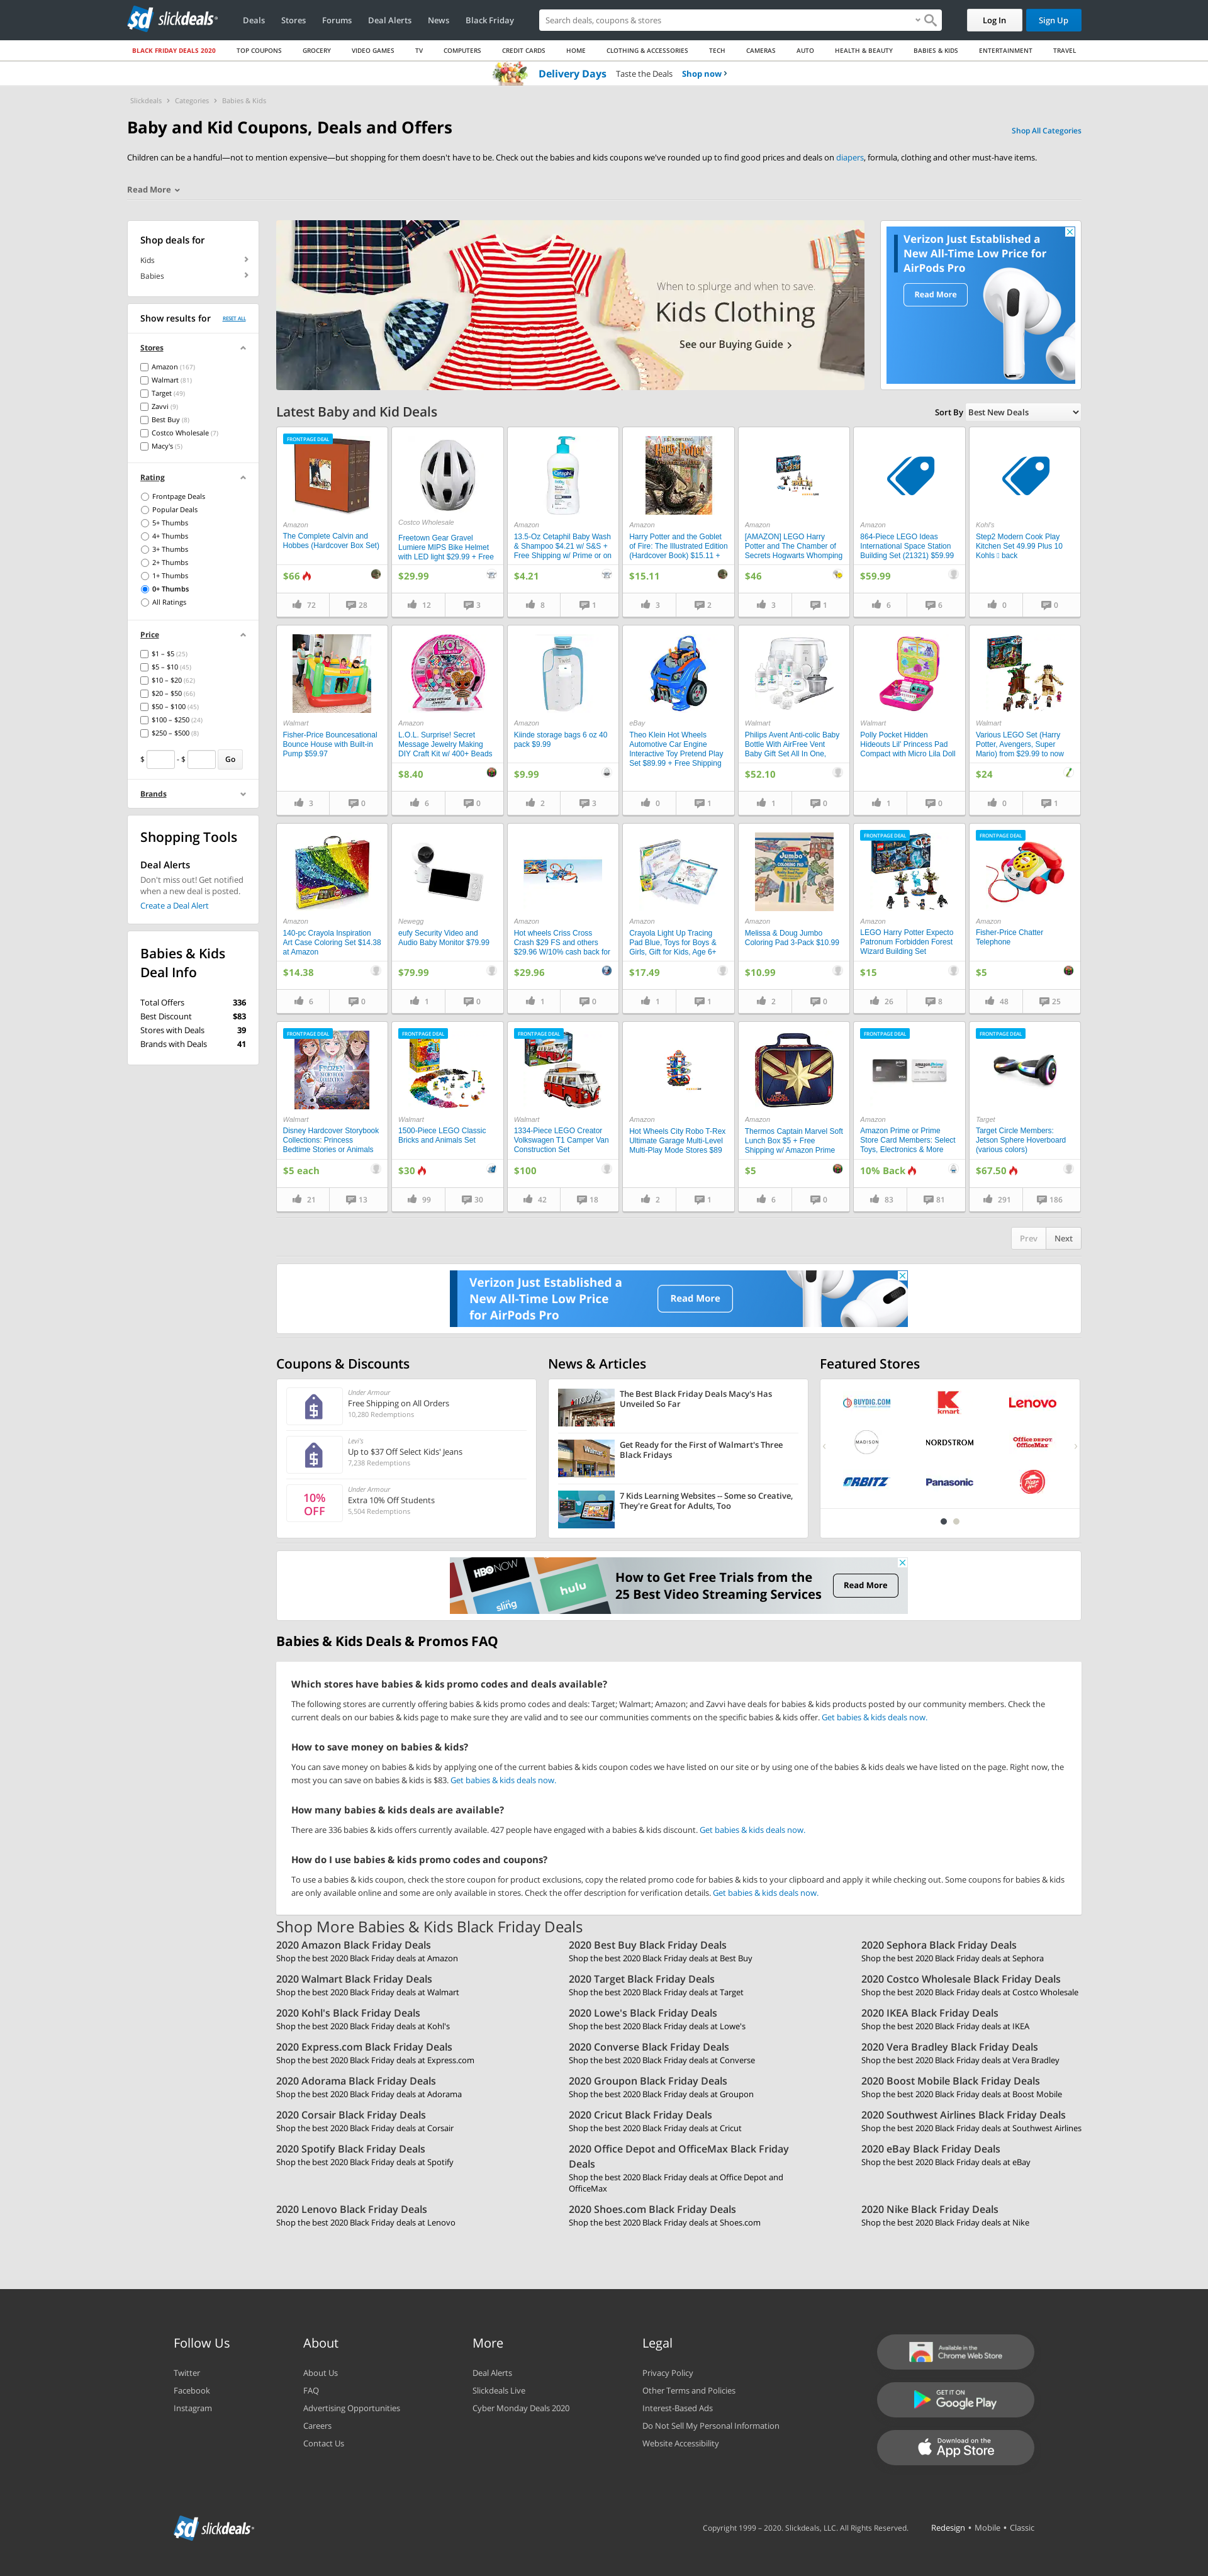 slickdeals
Deals Stores Forums Deal Alerts News Black Friday
Search deals, coupons & stores
Log In Sign Up
BLACK FRIDAY DEALS 2020 TOP COUPONS GROCERY VIDEO GAMES TV COMPUTERS CREDIT CARDS HOME CLOTHING & ACCESSORIES TECH CAMERAS AUTO HEALTH & BEAUTY BABIES & KIDS ENTERTAINMENT TRAVEL
Delivery Days Taste the Deals Shop now
Slickdeals > Categories > Babies & Kids
Baby and Kid Coupons, Deals and Offers
Shop All Categories
Children can be a handful—not to mention expensive—but shopping for them doesn't have to be. Check out the babies and kids coupons we've rounded up to find good prices and deals on diapers, formula, clothing and other must-have items.
Read More
Shop deals for
Kids
Babies
Show results for RESET ALL
Stores
Amazon (167)
Walmart (81)
Target (49)
Zavvi (9)
Best Buy (8)
Costco Wholesale (7)
Macy's (5)
Rating
Frontpage Deals
Popular Deals
5+ Thumbs
4+ Thumbs
3+ Thumbs
2+ Thumbs
1+ Thumbs
0+ Thumbs
All Ratings
Price
$1 – $5 (25)
$5 – $10 (45)
$10 – $20 (62)
$20 – $50 (66)
$50 – $100 (45)
$100 – $250 (24)
$250 – $500 (8)
$ - $ Go
Brands
Shopping Tools
Deal Alerts
Don't miss out! Get notified
when a new deal is posted.
Create a Deal Alert
Babies & Kids
Deal Info
Total Offers 336
Best Discount $83
Stores with Deals 39
Brands with Deals 41
When to splurge and when to save.
Kids Clothing
See our Buying Guide >
Verizon Just Established a
New All-Time Low Price for
AirPods Pro
Read More
Latest Baby and Kid Deals
Sort By Best New Deals
FRONTPAGE DEAL
Amazon
The Complete Calvin and
Hobbes (Hardcover Box Set)
$66
72 28
Costco Wholesale
Freetown Gear Gravel
Lumiere MIPS Bike Helmet
with LED light $29.99 + Free
$29.99
12 3
Amazon
13.5-Oz Cetaphil Baby Wash
& Shampoo $4.21 w/ S&S +
Free Shipping w/ Prime or on
$4.21
8 1
Amazon
Harry Potter and the Goblet
of Fire: The Illustrated Edition
(Hardcover Book) $15.11 +
$15.11
3 2
Amazon
[AMAZON] LEGO Harry
Potter and The Chamber of
Secrets Hogwarts Whomping
$46
3 1
Amazon
864-Piece LEGO Ideas
International Space Station
Building Set (21321) $59.99
$59.99
6 6
Kohl's
Step2 Modern Cook Play
Kitchen Set 49.99 Plus 10
Kohls ▯ back
0 0
Walmart
Fisher-Price Bouncesational
Bounce House with Built-in
Pump $59.97
3 0
Amazon
L.O.L. Surprise! Secret
Message Jewelry Making
DIY Craft Kit w/ 400+ Beads
$8.40
6 0
Amazon
Kiinde storage bags 6 oz 40
pack $9.99
$9.99
2 3
eBay
Theo Klein Hot Wheels
Automotive Car Engine
Interactive Toy Pretend Play
Set $89.99 + Free Shipping
0 1
Walmart
Philips Avent Anti-colic Baby
Bottle With AirFree Vent
Baby Gift Set All In One,
$52.10
1 0
Walmart
Polly Pocket Hidden
Hideouts Lil' Princess Pad
Compact with Micro Lila Doll
1 0
Walmart
Various LEGO Set (Harry
Potter, Avengers, Super
Mario) from $29.99 to now
$24
0 1
Amazon
140-pc Crayola Inspiration
Art Case Coloring Set $14.38
at Amazon
$14.38
6 0
Newegg
eufy Security Video and
Audio Baby Monitor $79.99
$79.99
1 0
Amazon
Hot wheels Criss Cross
Crash $29 FS and others
$29.96 W/10% cash back for
$29.96
1 0
Amazon
Crayola Light Up Tracing
Pad Blue, Toys for Boys &
Girls, Gift for Kids, Age 6+
$17.49
1 1
Amazon
Melissa & Doug Jumbo
Coloring Pad 3-Pack $10.99
$10.99
2 0
FRONTPAGE DEAL
Amazon
LEGO Harry Potter Expecto
Patronum Forbidden Forest
Wizard Building Set
$15
26 8
FRONTPAGE DEAL
Amazon
Fisher-Price Chatter
Telephone
$5
48 25
FRONTPAGE DEAL
Walmart
Disney Hardcover Storybook
Collections: Princess
Bedtime Stories or Animals
$5 each
21 13
FRONTPAGE DEAL
Walmart
1500-Piece LEGO Classic
Bricks and Animals Set
$30
99 30
FRONTPAGE DEAL
Walmart
1334-Piece LEGO Creator
Volkswagen T1 Camper Van
Construction Set
$100
42 18
Amazon
Hot Wheels City Robo T-Rex
Ultimate Garage Multi-Level
Multi-Play Mode Stores $89
2 1
Amazon
Thermos Captain Marvel Soft
Lunch Box $5 + Free
Shipping w/ Amazon Prime
$5
6 0
FRONTPAGE DEAL
Amazon
Amazon Prime or Prime
Store Card Members: Select
Toys, Electronics & More
10% Back
83 81
FRONTPAGE DEAL
Target
Target Circle Members:
Jetson Sphere Hoverboard
(various colors)
$67.50
291 186
Prev Next
Verizon Just Established a
New All-Time Low Price
for AirPods Pro
Read More
Coupons & Discounts
Under Armour
Free Shipping on All Orders
10,280 Redemptions
Levi's
Up to $37 Off Select Kids' Jeans
7,238 Redemptions
10%
OFF
Under Armour
Extra 10% Off Students
5,504 Redemptions
News & Articles
The Best Black Friday Deals Macy's Has
Unveiled So Far
Get Ready for the First of Walmart's Three
Black Fridays
7 Kids Learning Websites -- Some so Creative,
They're Great for Adults, Too
Featured Stores
BUYDIG.COM kmart Lenovo
MADISON NORDSTROM Office DEPOT OfficeMax
ORBITZ Panasonic
HBO NOW hulu sling
How to Get Free Trials from the
25 Best Video Streaming Services
Read More
Babies & Kids Deals & Promos FAQ
Which stores have babies & kids promo codes and deals available?
The following stores are currently offering babies & kids promo codes and deals: Target; Walmart; Amazon; and Zavvi have deals for babies & kids products posted by our community members. Check the
current deals on our babies & kids page to make sure they are valid and to see our communities comments on the specific babies & kids offer. Get babies & kids deals now.
How to save money on babies & kids?
You can save money on babies & kids by applying one of the current babies & kids coupon codes we have listed on our site or by using one of the babies & kids deals we have listed on the page. Right now, the
most you can save on babies & kids is $83. Get babies & kids deals now.
How many babies & kids deals are available?
There are 336 babies & kids offers currently available. 427 people have engaged with a babies & kids discount. Get babies & kids deals now.
How do I use babies & kids promo codes and coupons?
To use a babies & kids coupon, check the store coupon for product exclusions, copy the related promo code for babies & kids to your clipboard and apply it while checking out. Some coupons for babies & kids
are only available online and some are only available in stores. Check the offer description for verification details. Get babies & kids deals now.
Shop More Babies & Kids Black Friday Deals
2020 Amazon Black Friday Deals
Shop the best 2020 Black Friday deals at Amazon
2020 Best Buy Black Friday Deals
Shop the best 2020 Black Friday deals at Best Buy
2020 Sephora Black Friday Deals
Shop the best 2020 Black Friday deals at Sephora
2020 Walmart Black Friday Deals
Shop the best 2020 Black Friday deals at Walmart
2020 Target Black Friday Deals
Shop the best 2020 Black Friday deals at Target
2020 Costco Wholesale Black Friday Deals
Shop the best 2020 Black Friday deals at Costco Wholesale
2020 Kohl's Black Friday Deals
Shop the best 2020 Black Friday deals at Kohl's
2020 Lowe's Black Friday Deals
Shop the best 2020 Black Friday deals at Lowe's
2020 IKEA Black Friday Deals
Shop the best 2020 Black Friday deals at IKEA
2020 Express.com Black Friday Deals
Shop the best 2020 Black Friday deals at Express.com
2020 Converse Black Friday Deals
Shop the best 2020 Black Friday deals at Converse
2020 Vera Bradley Black Friday Deals
Shop the best 2020 Black Friday deals at Vera Bradley
2020 Adorama Black Friday Deals
Shop the best 2020 Black Friday deals at Adorama
2020 Groupon Black Friday Deals
Shop the best 2020 Black Friday deals at Groupon
2020 Boost Mobile Black Friday Deals
Shop the best 2020 Black Friday deals at Boost Mobile
2020 Corsair Black Friday Deals
Shop the best 2020 Black Friday deals at Corsair
2020 Cricut Black Friday Deals
Shop the best 2020 Black Friday deals at Cricut
2020 Southwest Airlines Black Friday Deals
Shop the best 2020 Black Friday deals at Southwest Airlines
2020 Spotify Black Friday Deals
Shop the best 2020 Black Friday deals at Spotify
2020 Office Depot and OfficeMax Black Friday
Deals
Shop the best 2020 Black Friday deals at Office Depot and
OfficeMax
2020 eBay Black Friday Deals
Shop the best 2020 Black Friday deals at eBay
2020 Lenovo Black Friday Deals
Shop the best 2020 Black Friday deals at Lenovo
2020 Shoes.com Black Friday Deals
Shop the best 2020 Black Friday deals at Shoes.com
2020 Nike Black Friday Deals
Shop the best 2020 Black Friday deals at Nike
Follow Us
Twitter
Facebook
Instagram
About
About Us
FAQ
Advertising Opportunities
Careers
Contact Us
More
Deal Alerts
Slickdeals Live
Cyber Monday Deals 2020
Legal
Privacy Policy
Other Terms and Policies
Interest-Based Ads
Do Not Sell My Personal Information
Website Accessibility
Available in the
Chrome Web Store
GET IT ON
Google Play
Download on the
App Store
slickdeals
Copyright 1999 – 2020. Slickdeals, LLC. All Rights Reserved. Redesign • Mobile • Classic